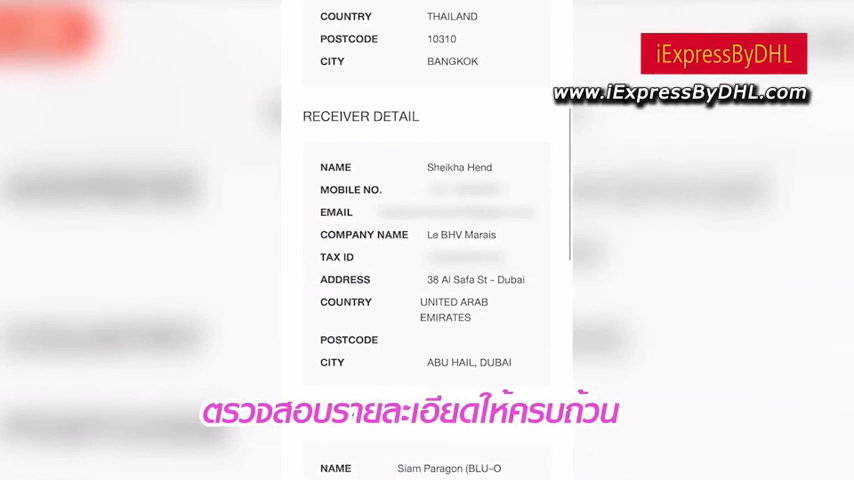 COUNTRY THAILAND
POSTCODE 10310
CITY BANGKOK
iExpressByDHL
www.iExpressByDHL.com
RECEIVER DETAIL
NAME Sheikha Hend
MOBILE NO.
EMAIL
COMPANY NAME Le BHV Marais
TAX ID
ADDRESS 38 Al Safa St - Dubai
COUNTRY UNITED ARAB
EMIRATES
POSTCODE
CITY ABU HAIL, DUBAI
ตรวจสอบรายละเอียดให้ครบถ้วน
NAME Siam Paragon (BLU-O